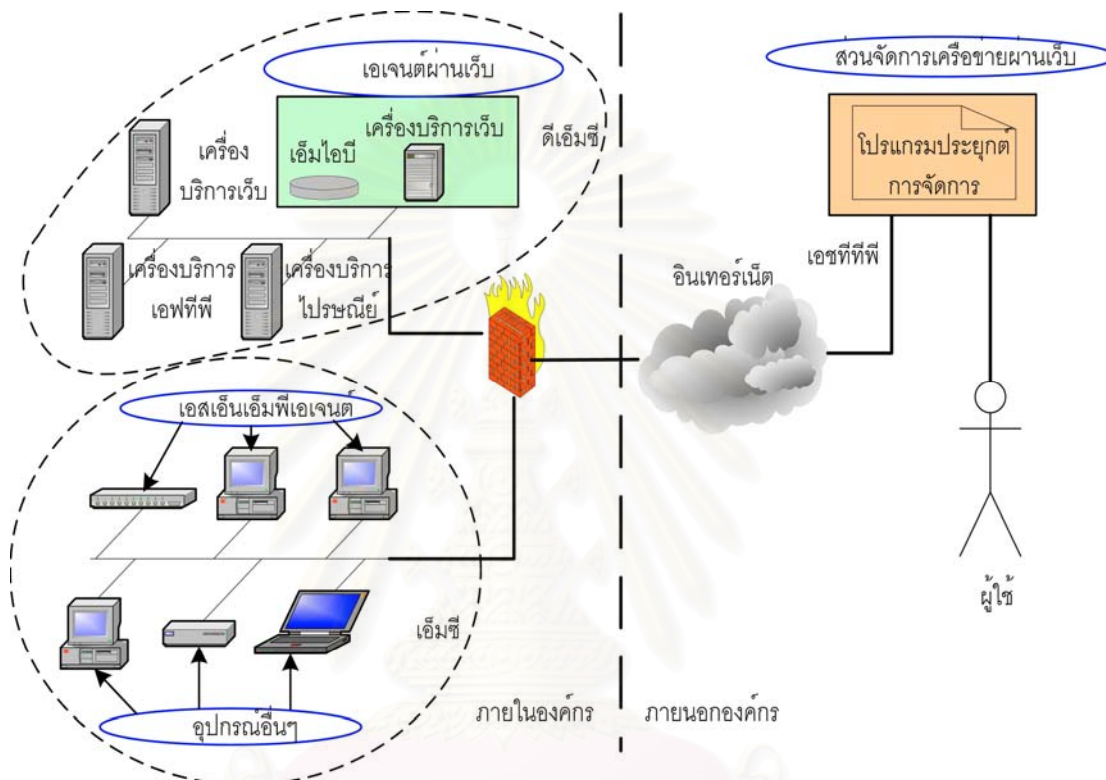 เอเจนต์ผ่านเว็บ
สวนจัดการเครือขายผานเว็บ
ดีเอ็มซี
เครื่องบริการเว็บ
เอ็มไอบี
เครื่อง
บริการเว็บ
โปรแกรมประยุกต์
การจัดการ
เครื่องบริการ
เอฟทีพี
เครื่องบริการ
ไปรษณีย์
เอชทีทีพี
อินเทอร์เน็ต
เอสเอ็นเอ็มพีเอเจนต์
เอ็มซี
ผู้ใช้
อุปกรณ์อื่นๆ
ภายในองค์กร
ภายนอกองค์กร